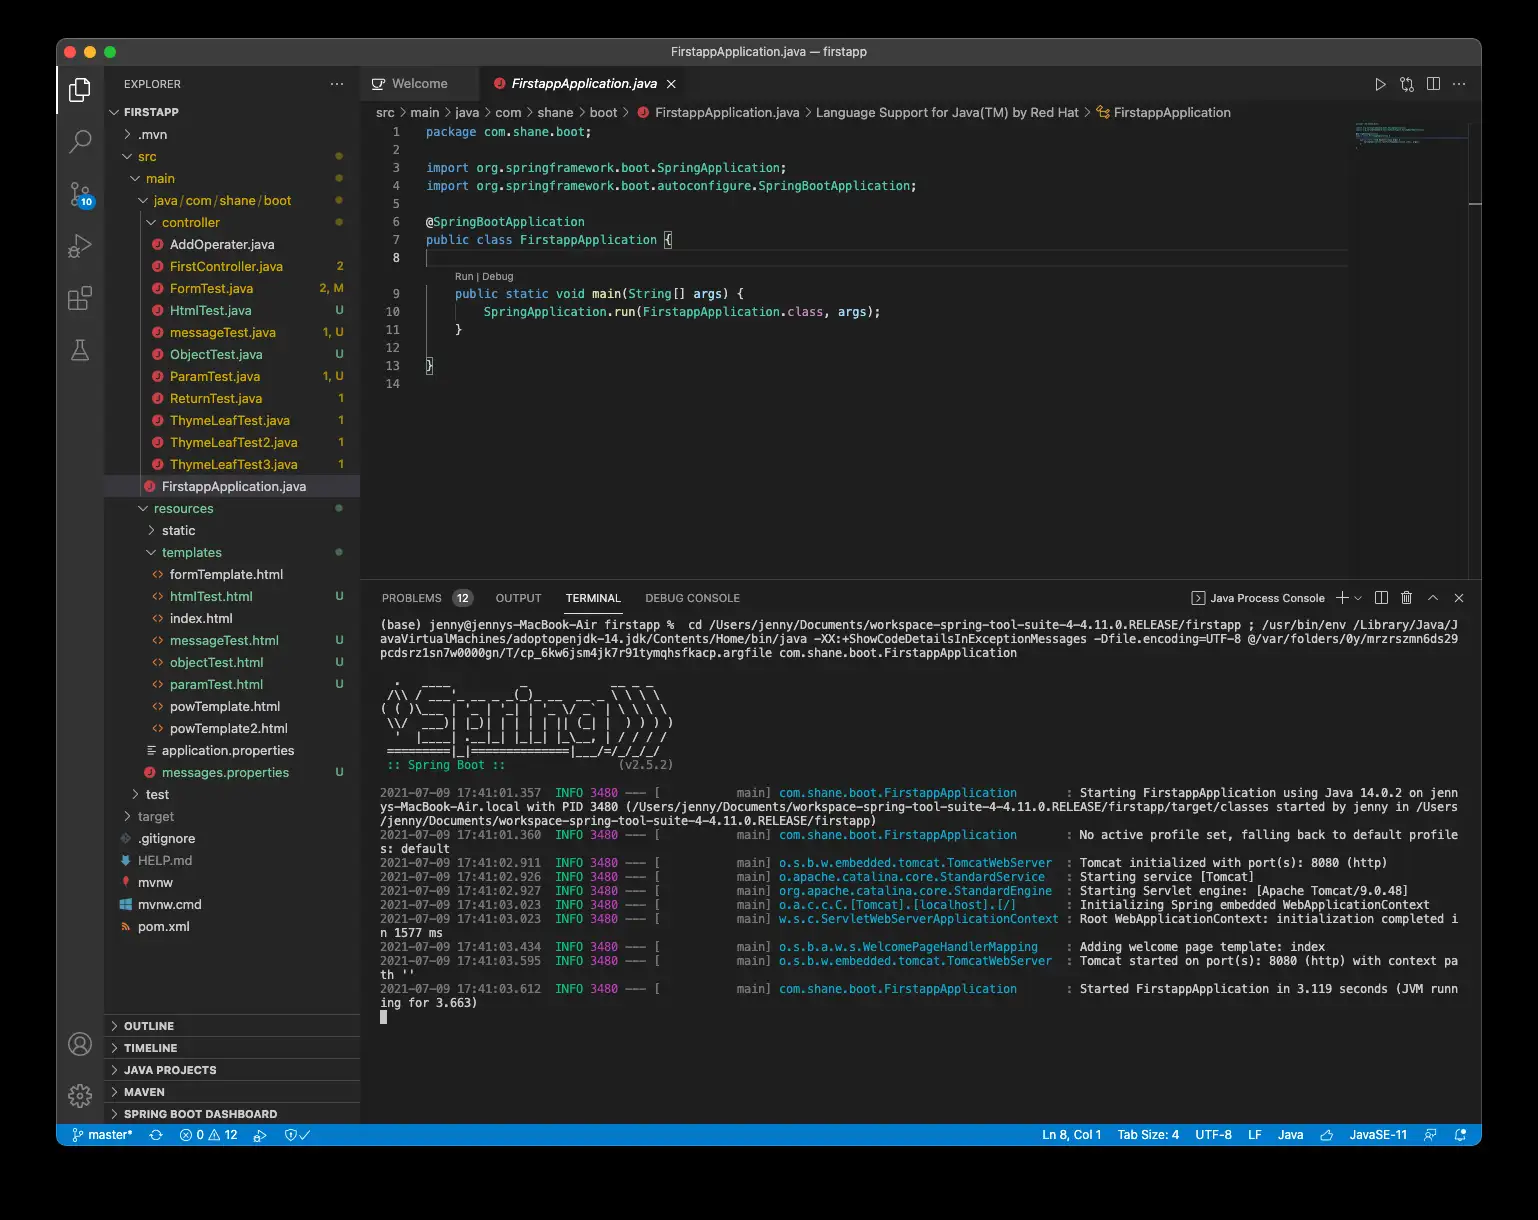 FirstappApplication.java — firstapp
EXPLORER
FIRSTAPP
.mvn
src
main
java/com/shane/boot
controller
AddOperater.java
FirstController.java 2
FormTest.java 2, M
HtmlTest.java U
messageTest.java 1, U
ObjectTest.java U
ParamTest.java 1, U
ReturnTest.java 1
ThymeLeafTest.java 1
ThymeLeafTest2.java 1
ThymeLeafTest3.java 1
FirstappApplication.java
resources
static
templates
formTemplate.html
htmlTest.html U
index.html
messageTest.html U
objectTest.html U
paramTest.html U
powTemplate.html
powTemplate2.html
application.properties
messages.properties U
test
target
.gitignore
HELP.md
mvnw
mvnw.cmd
pom.xml
OUTLINE
TIMELINE
JAVA PROJECTS
MAVEN
SPRING BOOT DASHBOARD
10
Welcome FirstappApplication.java
src > main > java > com > shane > boot > FirstappApplication.java > Language Support for Java(TM) by Red Hat > FirstappApplication
1 package com.shane.boot;
2
3 import org.springframework.boot.SpringApplication;
4 import org.springframework.boot.autoconfigure.SpringBootApplication;
5
6 @SpringBootApplication
7 public class FirstappApplication {
8
Run | Debug
9 public static void main(String[] args) {
10 SpringApplication.run(FirstappApplication.class, args);
11 }
12
13 }
14
PROBLEMS 12 OUTPUT TERMINAL DEBUG CONSOLE Java Process Console
(base) jenny@jennys-MacBook-Air firstapp % cd /Users/jenny/Documents/workspace-spring-tool-suite-4-4.11.0.RELEASE/firstapp ; /usr/bin/env /Library/Java/J
avaVirtualMachines/adoptopenjdk-14.jdk/Contents/Home/bin/java -XX:+ShowCodeDetailsInExceptionMessages -Dfile.encoding=UTF-8 @/var/folders/0y/mrzrszmn6ds29
pcdsrz1sn7w0000gn/T/cp_6kw6jsm4jk7r91tymqhsfkacp.argfile com.shane.boot.FirstappApplication
Spring
:: Spring Boot :: (v2.5.2)
2021-07-09 17:41:01.357 INFO 3480 --- [ main] com.shane.boot.FirstappApplication : Starting FirstappApplication using Java 14.0.2 on jenn
ys-MacBook-Air.local with PID 3480 (/Users/jenny/Documents/workspace-spring-tool-suite-4-4.11.0.RELEASE/firstapp/target/classes started by jenny in /Users
/jenny/Documents/workspace-spring-tool-suite-4-4.11.0.RELEASE/firstapp)
2021-07-09 17:41:01.360 INFO 3480 --- [ main] com.shane.boot.FirstappApplication : No active profile set, falling back to default profile
s: default
2021-07-09 17:41:02.911 INFO 3480 --- [ main] o.s.b.w.embedded.tomcat.TomcatWebServer : Tomcat initialized with port(s): 8080 (http)
2021-07-09 17:41:02.926 INFO 3480 --- [ main] o.apache.catalina.core.StandardService : Starting service [Tomcat]
2021-07-09 17:41:02.927 INFO 3480 --- [ main] org.apache.catalina.core.StandardEngine : Starting Servlet engine: [Apache Tomcat/9.0.48]
2021-07-09 17:41:03.023 INFO 3480 --- [ main] o.a.c.c.C.[Tomcat].[localhost].[/] : Initializing Spring embedded WebApplicationContext
2021-07-09 17:41:03.023 INFO 3480 --- [ main] w.s.c.ServletWebServerApplicationContext : Root WebApplicationContext: initialization completed i
n 1577 ms
2021-07-09 17:41:03.434 INFO 3480 --- [ main] o.s.b.a.w.s.WelcomePageHandlerMapping : Adding welcome page template: index
2021-07-09 17:41:03.595 INFO 3480 --- [ main] o.s.b.w.embedded.tomcat.TomcatWebServer : Tomcat started on port(s): 8080 (http) with context pa
th ''
2021-07-09 17:41:03.612 INFO 3480 --- [ main] com.shane.boot.FirstappApplication : Started FirstappApplication in 3.119 seconds (JVM runn
ing for 3.663)
master* 0 12 Ln 8, Col 1 Tab Size: 4 UTF-8 LF Java JavaSE-11